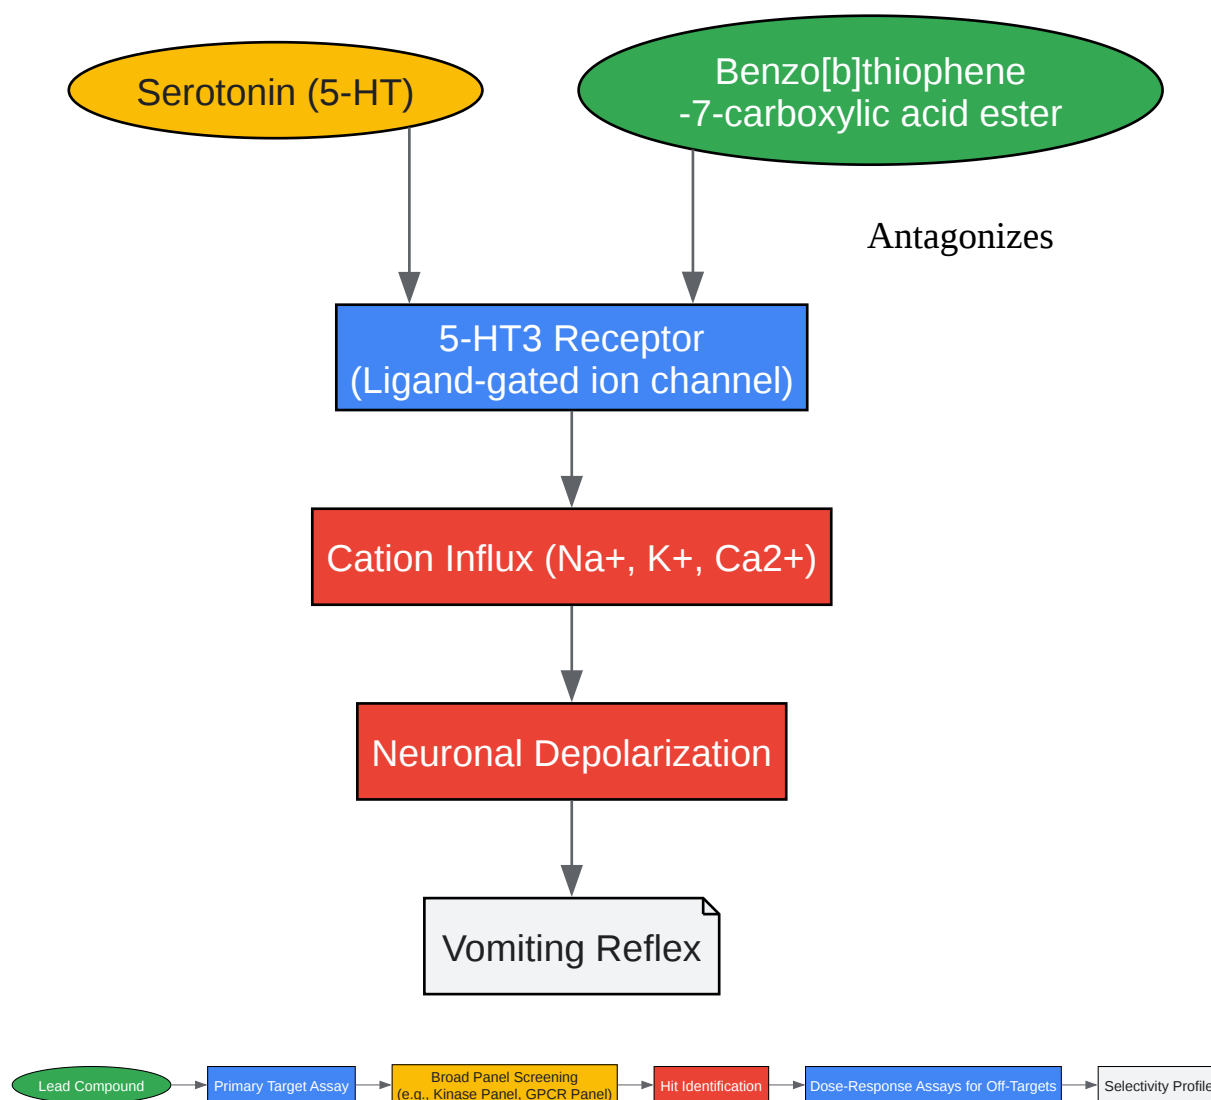 Serotonin (5-HT)
Benzo[b]thiophene
-7-carboxylic acid ester
Antagonizes
5-HT3 Receptor
(Ligand-gated ion channel)
Cation Influx (Na+, K+, Ca2+)
Neuronal Depolarization
Vomiting Reflex
Lead Compound
Primary Target Assay
Broad Panel Screening
(e.g., Kinase Panel, GPCR Panel)
Hit Identification
Dose-Response Assays for Off-Targets
Selectivity Profile